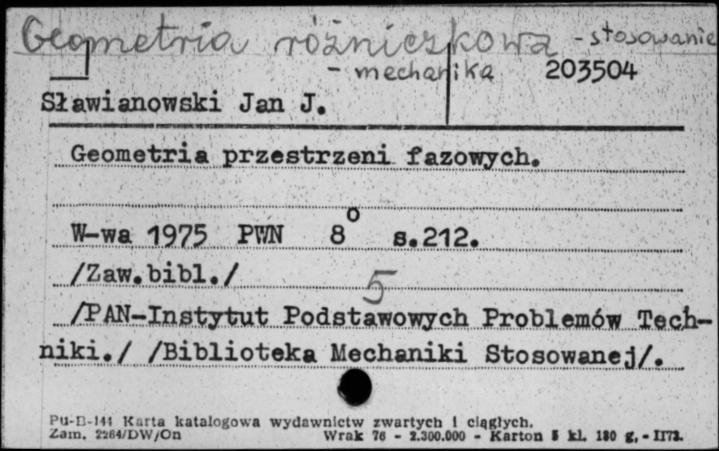 Geometria różniczkowa - stosowanie
- mechanika 203504
Sławianowski Jan J.
Geometria przestrzeni fazowych.
W-wa 1975 PWN 8° s.212.
/Zaw.bibl./
5
/PAN-Instytut Podstawowych Problemów Tech-
niki./ /Biblioteka Mechaniki Stosowanej/.
Pu-B-144 Karta katalogowa wydawnictw zwartych i ciągłych.
Zam. 2264/DW/On Wrak 76 - 2.300.000 - Karton 5 kl. 180 g, - II73.